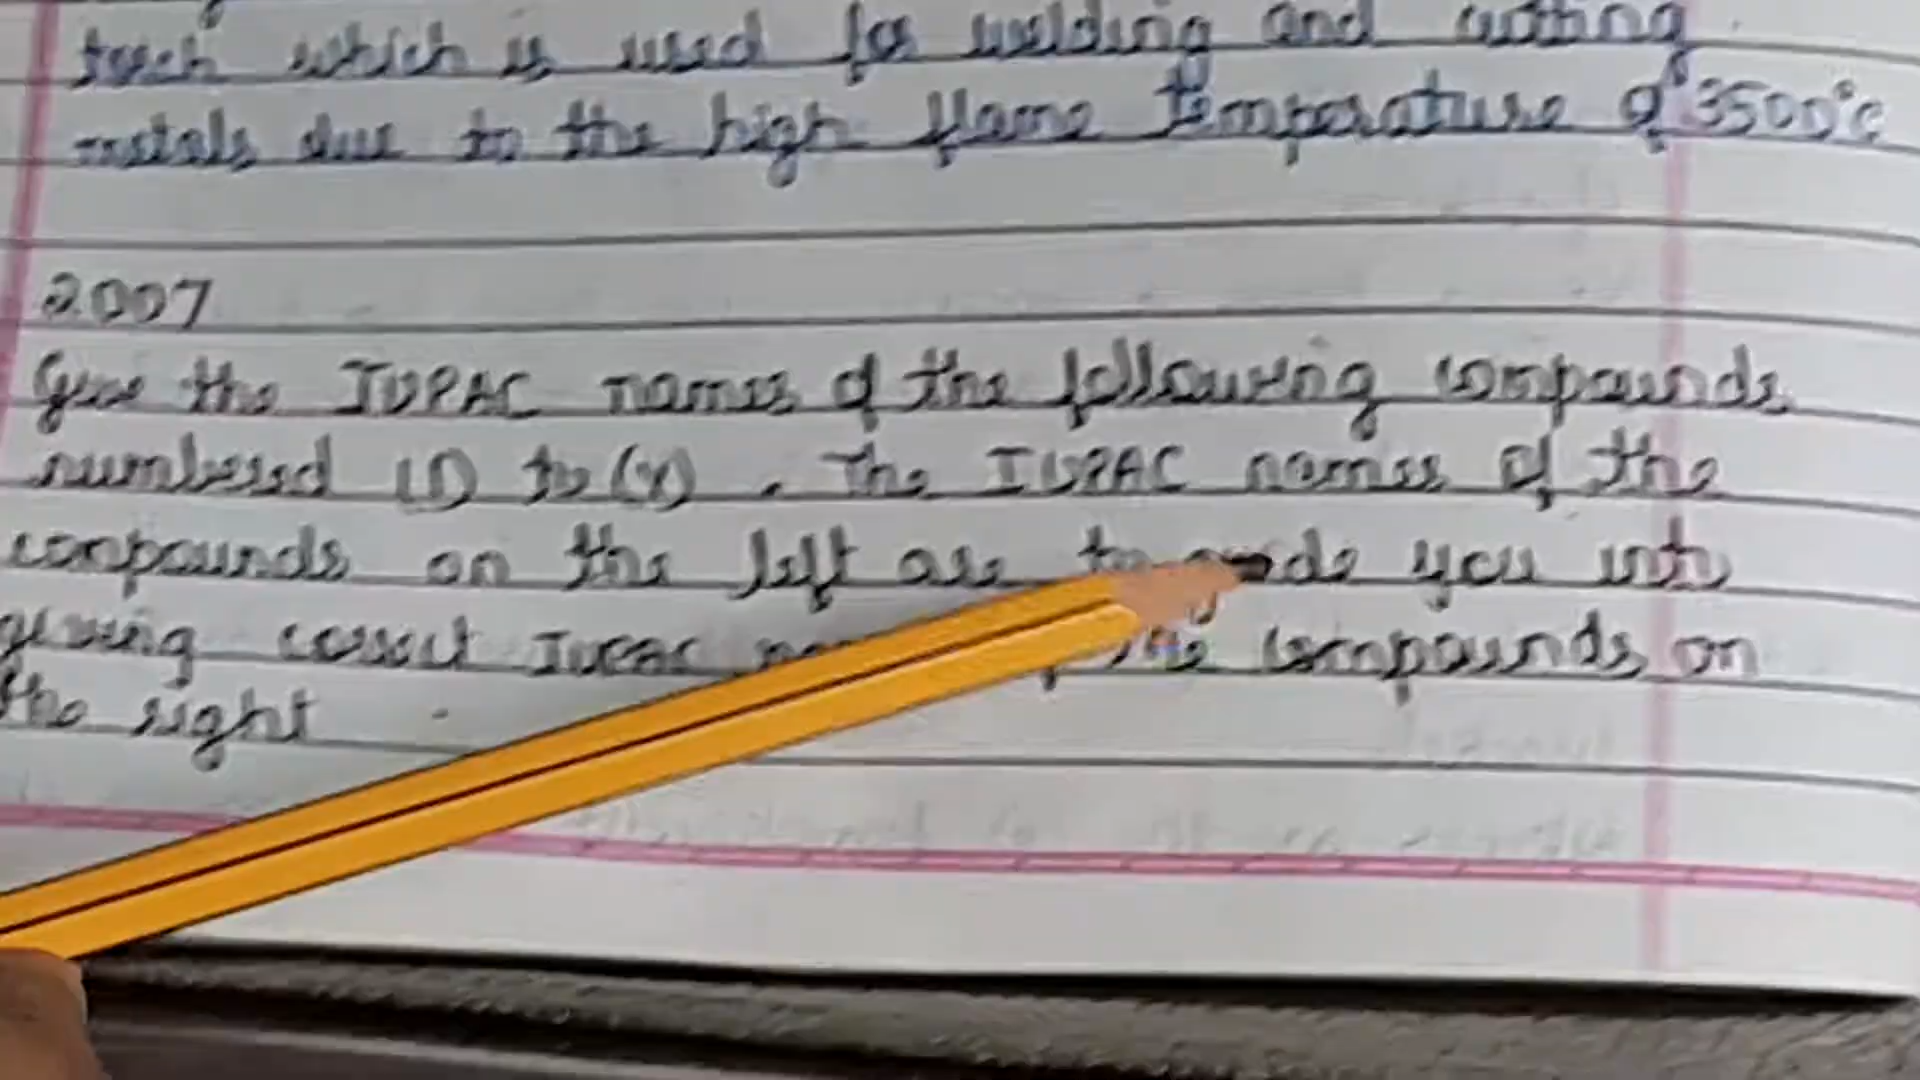 torch which is used for welding and cutting
metals due to the high flame temperature of 3500°C
2007
Give the IUPAC names of the following compounds
numbered (i) to (v). The IUPAC names of the
compounds on the left are to you into
giving correct IUPAC the compounds on
the right.